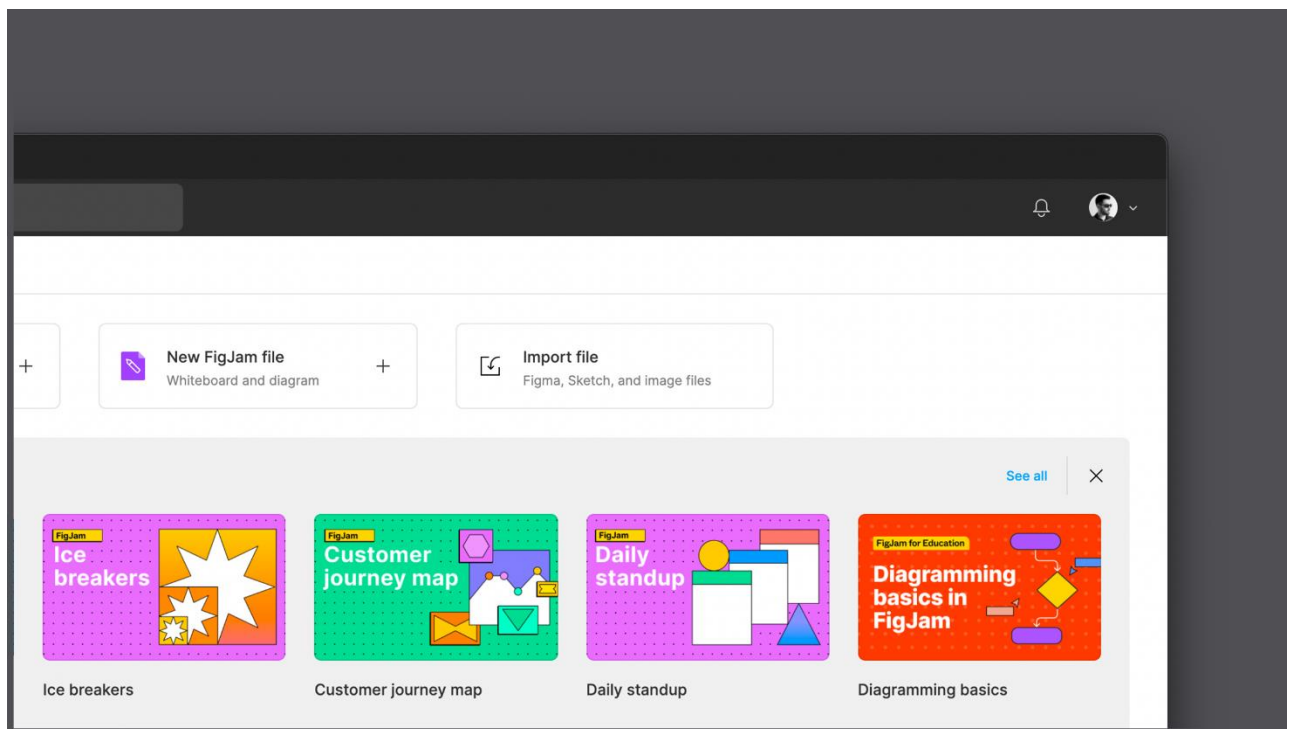 New FigJam file
Whiteboard and diagram
Import file
Figma, Sketch, and image files
See all
FigJam
Ice
breakers
FigJam
Customer
journey map
FigJam
Daily
standup
FigJam for Education
Diagramming
basics in
FigJam
Ice breakers
Customer journey map
Daily standup
Diagramming basics